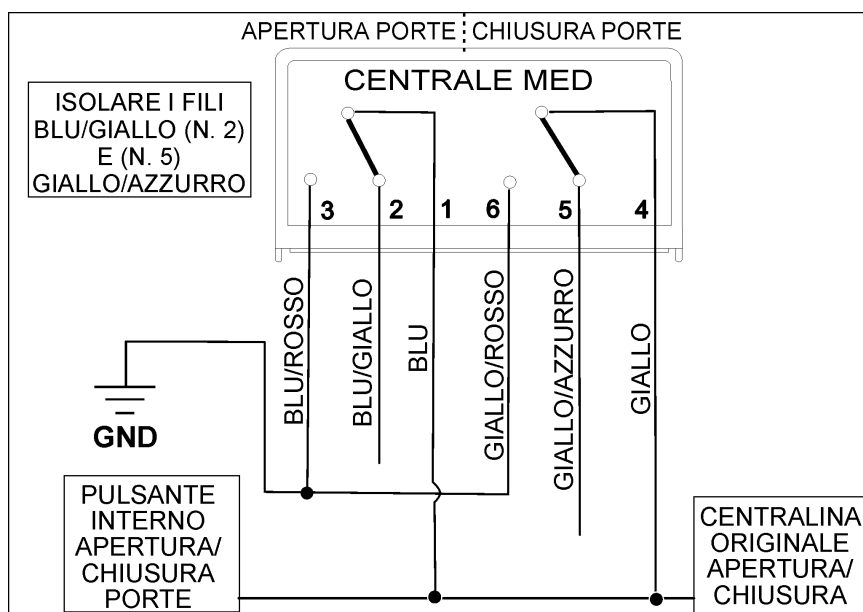 APERTURA PORTE CHIUSURA PORTE
CENTRALE MED
ISOLARE I FILI
BLU/GIALLO (N. 2)
E (N. 5)
GIALLO/AZZURRO
3 2 1 6 5 4
BLU/ROSSO
BLU/GIALLO
BLU
GIALLO/ROSSO
GIALLO/AZZURRO
GIALLO
GND
PULSANTE
INTERNO
APERTURA/
CHIUSURA
PORTE
CENTRALINA
ORIGINALE
APERTURA/
CHIUSURA